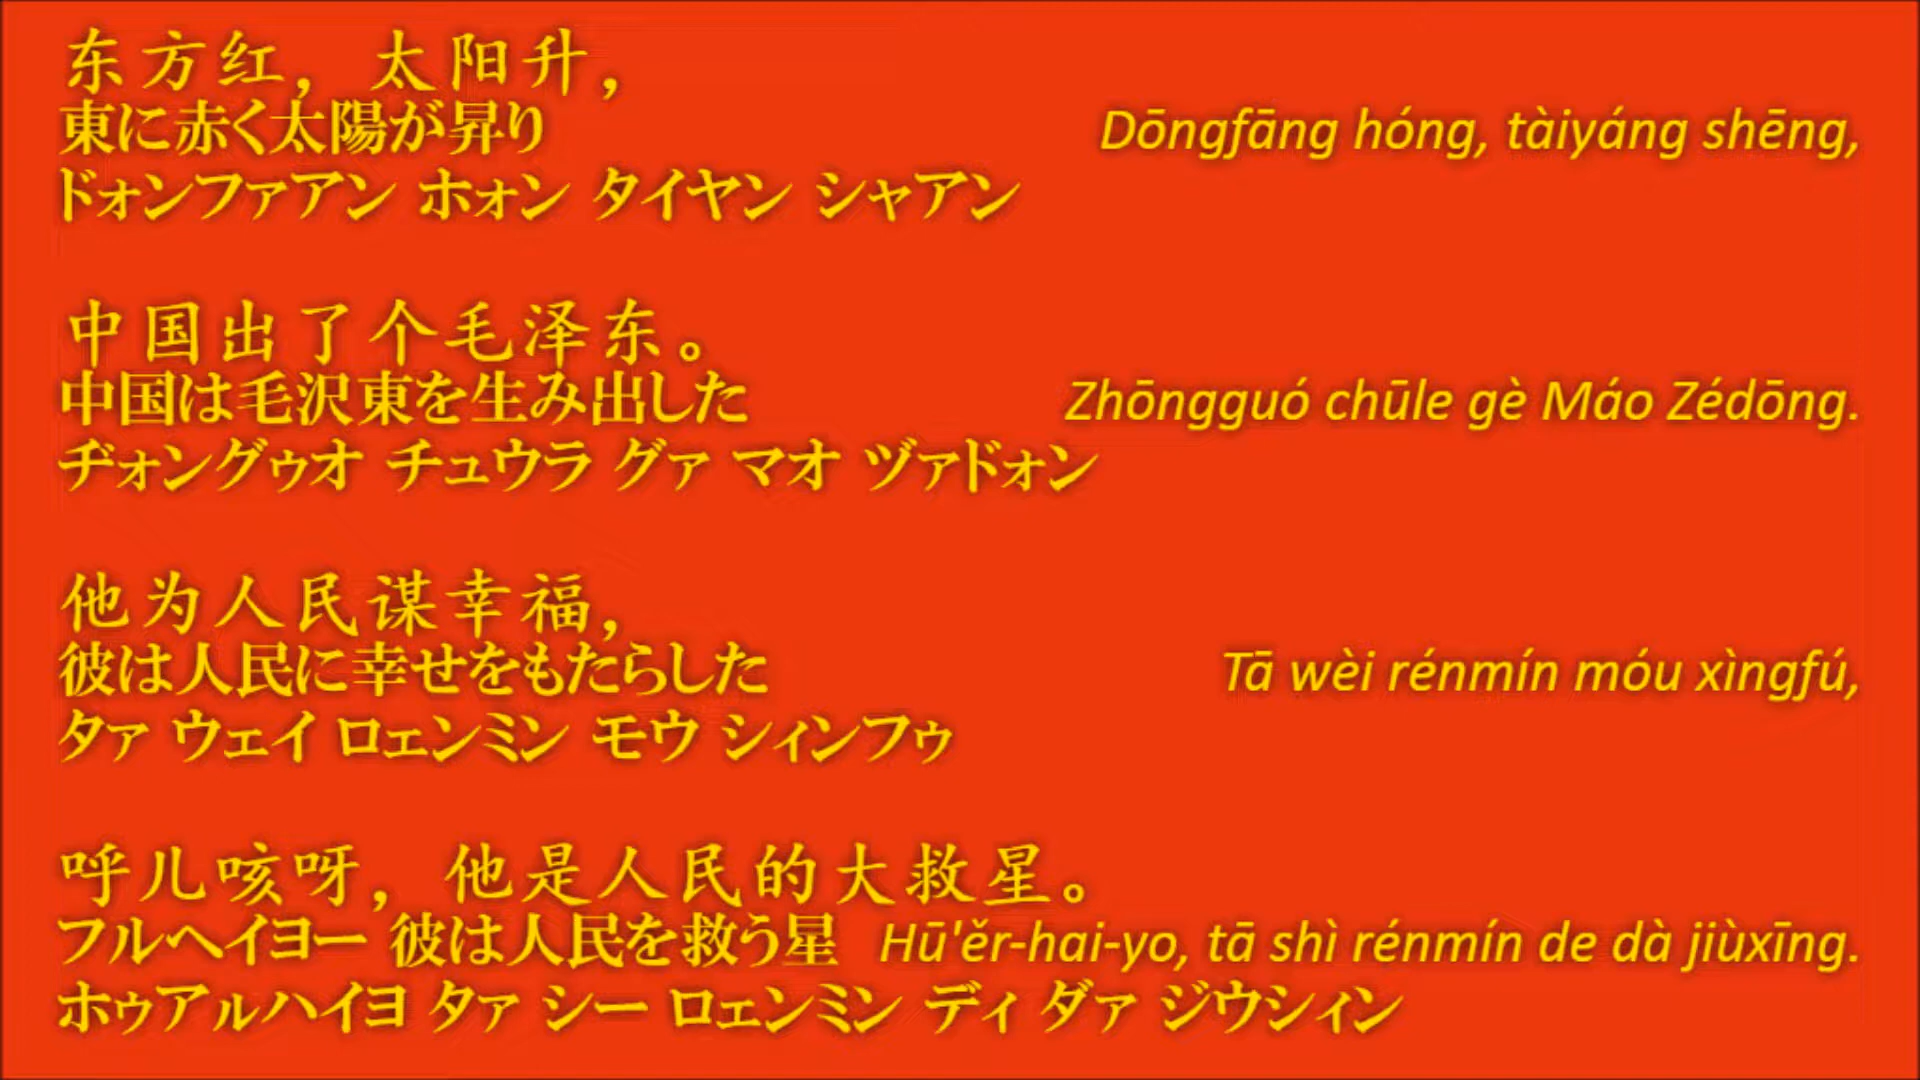 东方红，太阳升，
東に赤く太陽が昇り
Dōngfāng hóng, tàiyáng shēng,
ドォンファアン ホォン タイヤン シャアン
中国出了个毛泽东。
中国は毛沢東を生み出した
Zhōngguó chūle gè Máo Zédōng.
ヂォングゥオ チュウラ グァ マオ ヅァドォン
他为人民谋幸福，
彼は人民に幸せをもたらした
Tā wèi rénmín móu xìngfú,
タァ ウェイ ロェンミン モウ シィンフゥ
呼儿咳呀，他是人民的大救星。
フルヘイヨー 彼は人民を救う星
Hū'ěr-hai-yo, tā shì rénmín de dà jiùxīng.
ホゥアルハイヨ タァ シー ロェンミン ディ ダァ ジウシィン